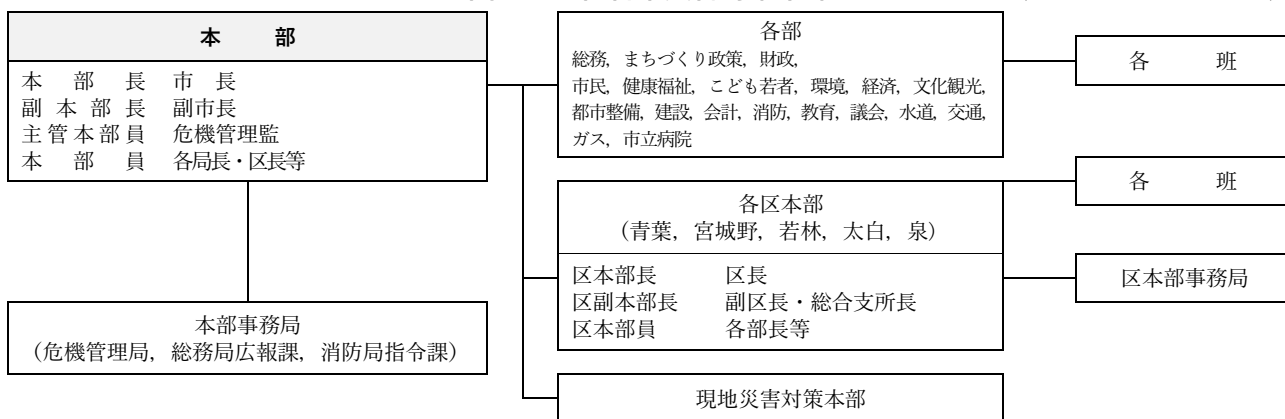 本部
本部長 市長
副本部長 副市長
主管本部員 危機管理監
本部員 各局長・区長等
本部事務局
(危機管理局，総務局広報課，消防局指令課)
各部
総務，まちづくり政策，財政，
市民，健康福祉，こども若者，環境，経済，文化観光，
都市整備，建設，会計，消防，教育，議会，水道，交通，
ガス，市立病院
各班
各区本部
(青葉，宮城野，若林，太白，泉)
区本部長 区長
区副本部長 副区長・総合支所長
区本部員 各部長等
各班
区本部事務局
現地災害対策本部